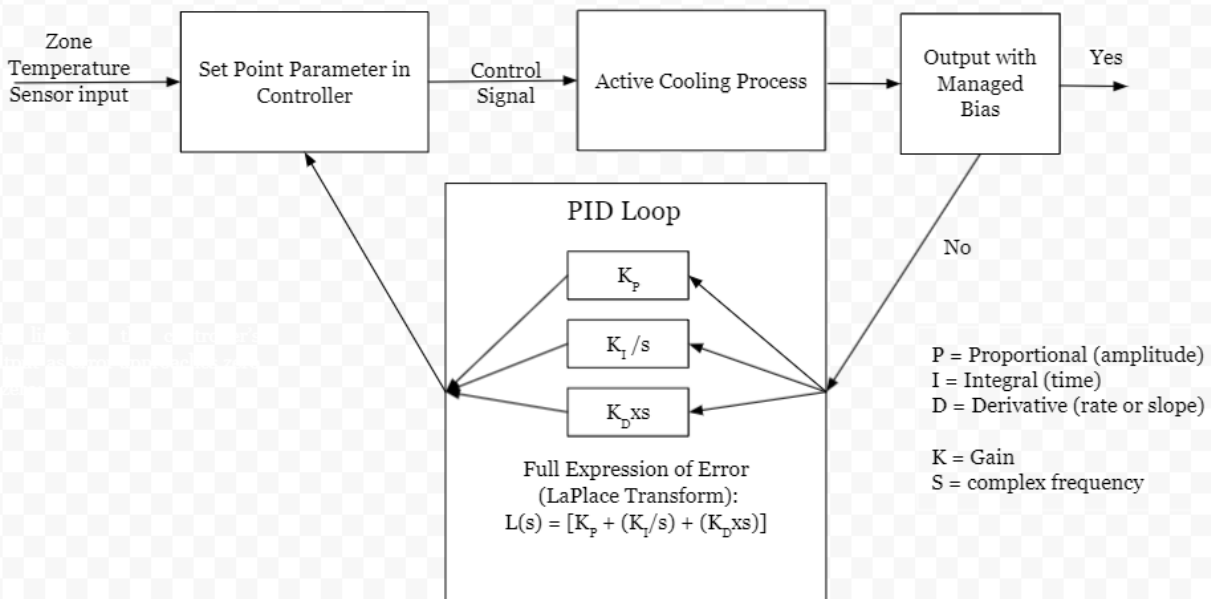 Zone
Temperature
Sensor input
Set Point Parameter in
Controller
Control
Signal
Active Cooling Process
Output with
Managed
Bias
Yes
No
PID Loop
K_P
K_I/s
K_Dxs
Full Expression of Error
(LaPlace Transform):
L(s) = [K_P + (K_I/s) + (K_Dxs)]
P = Proportional (amplitude)
I = Integral (time)
D = Derivative (rate or slope)
K = Gain
S = complex frequency